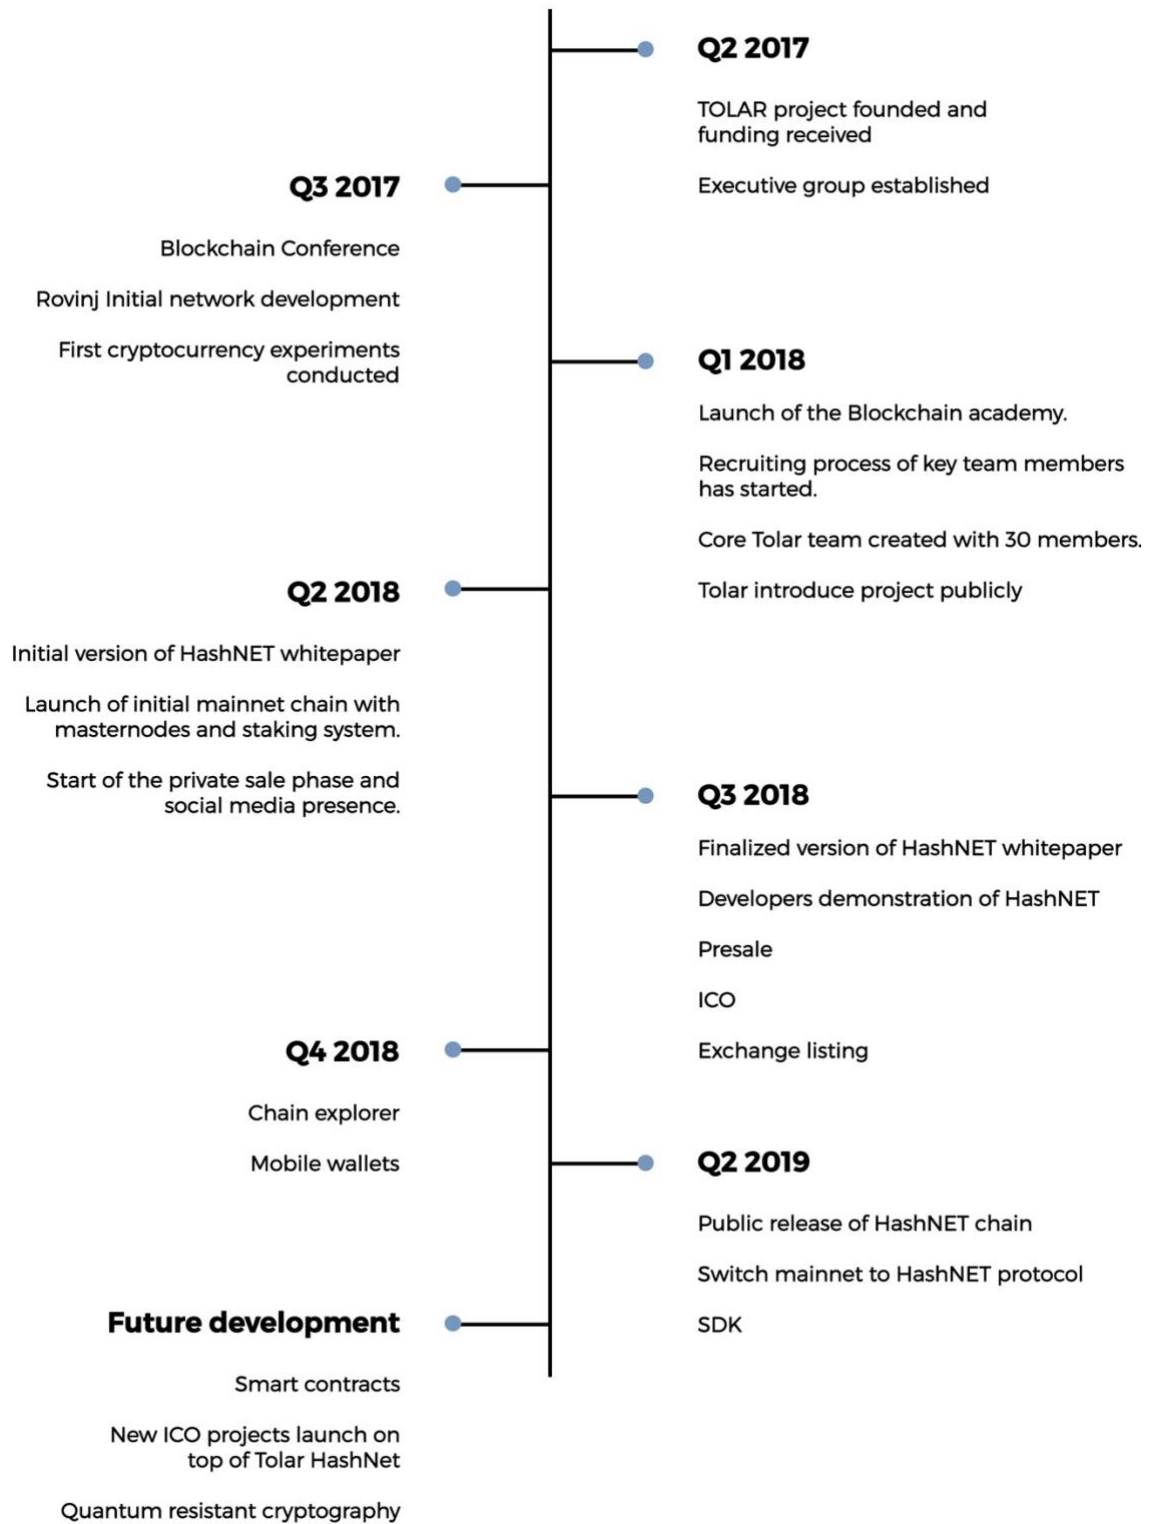 Q2 2017
TOLAR project founded and
funding received
Executive group established
Q3 2017
Blockchain Conference
Rovinj Initial network development
First cryptocurrency experiments
conducted
Q1 2018
Launch of the Blockchain academy.
Recruiting process of key team members
has started.
Core Tolar team created with 30 members.
Tolar introduce project publicly
Q2 2018
Initial version of HashNET whitepaper
Launch of initial mainnet chain with
masternodes and staking system.
Start of the private sale phase and
social media presence.
Q3 2018
Finalized version of HashNET whitepaper
Developers demonstration of HashNET
Presale
ICO
Exchange listing
Q4 2018
Chain explorer
Mobile wallets
Q2 2019
Public release of HashNET chain
Switch mainnet to HashNET protocol
SDK
Future development
Smart contracts
New ICO projects launch on
top of Tolar HashNet
Quantum resistant cryptography